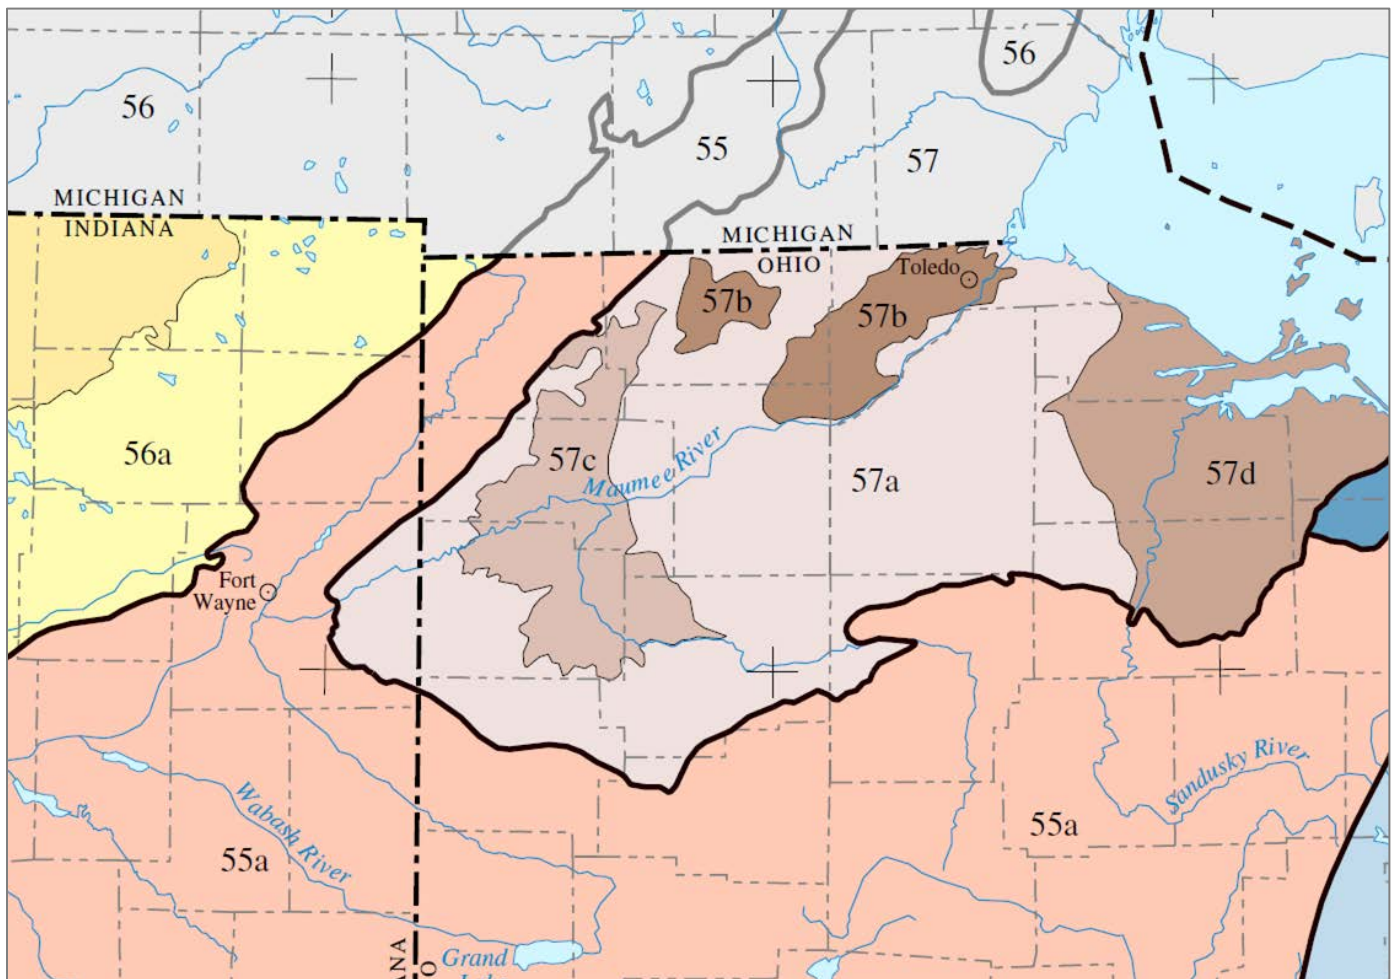 56
56
55
57
MICHIGAN
INDIANA
MICHIGAN
OHIO
Toledo
57b
57b
56a
57c
Maumee River
57a
57d
Fort
Wayne
Sandusky River
Wabash River
55a
55a
ANA
O
Grand